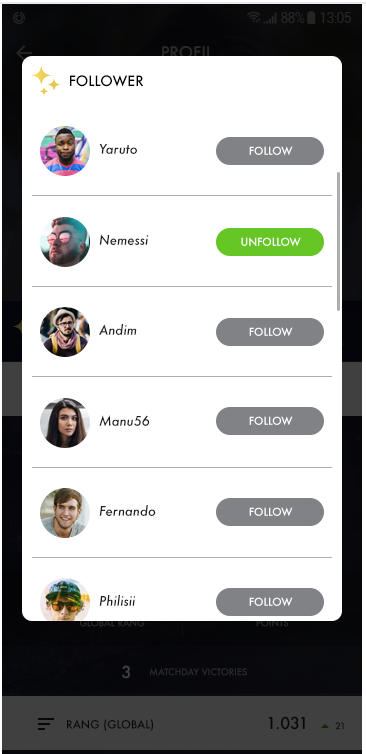 88% 13:05
PROFIL
FOLLOWER
Yaruto FOLLOW
Nemessi UNFOLLOW
Andim FOLLOW
Manu56 FOLLOW
Fernando FOLLOW
Philisii FOLLOW
GLOBAL RANG POINTS
3 MATCHDAY VICTORIES
RANG (GLOBAL) 1.031 21